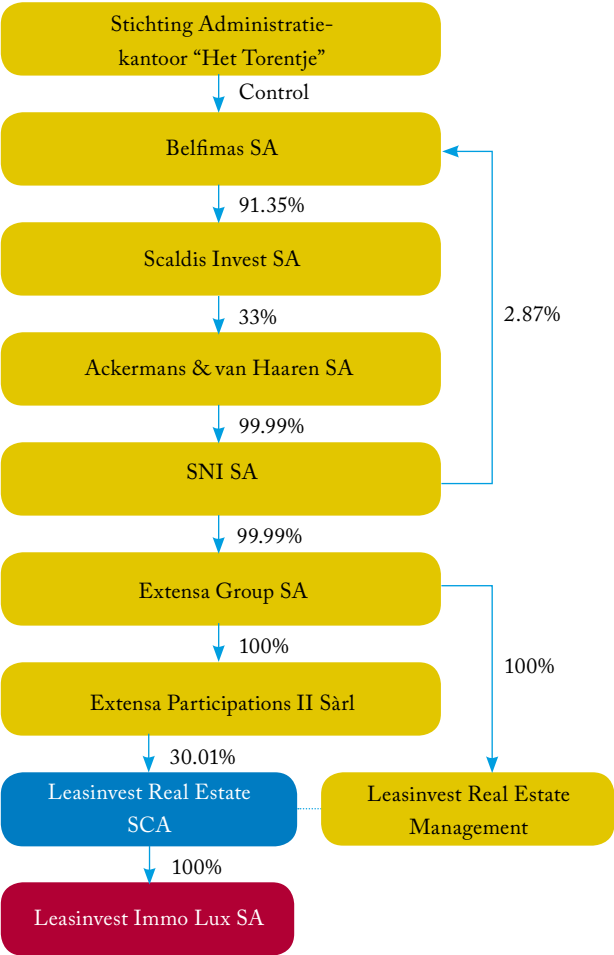 Stichting Administratie-
kantoor “Het Torentje”
Control
Belfimas SA
91.35%
Scaldis Invest SA
33%
2.87%
Ackermans & van Haaren SA
99.99%
SNI SA
99.99%
Extensa Group SA
100%
100%
Extensa Participations II Sàrl
30.01%
Leasinvest Real Estate
SCA
Leasinvest Real Estate
Management
100%
Leasinvest Immo Lux SA